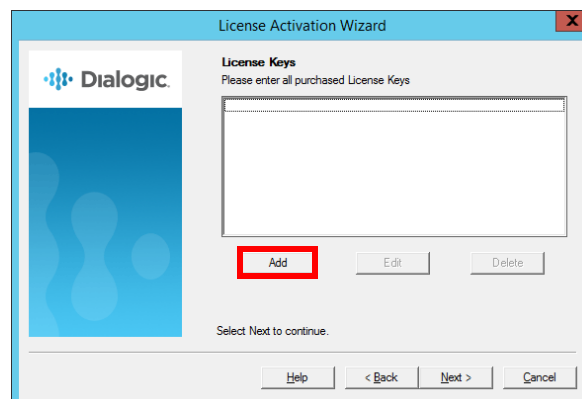 License Activation Wizard
X
Dialogic.
License Keys
Please enter all purchased License Keys
Add Edit Delete
Select Next to continue.
Help < Back Next > Cancel